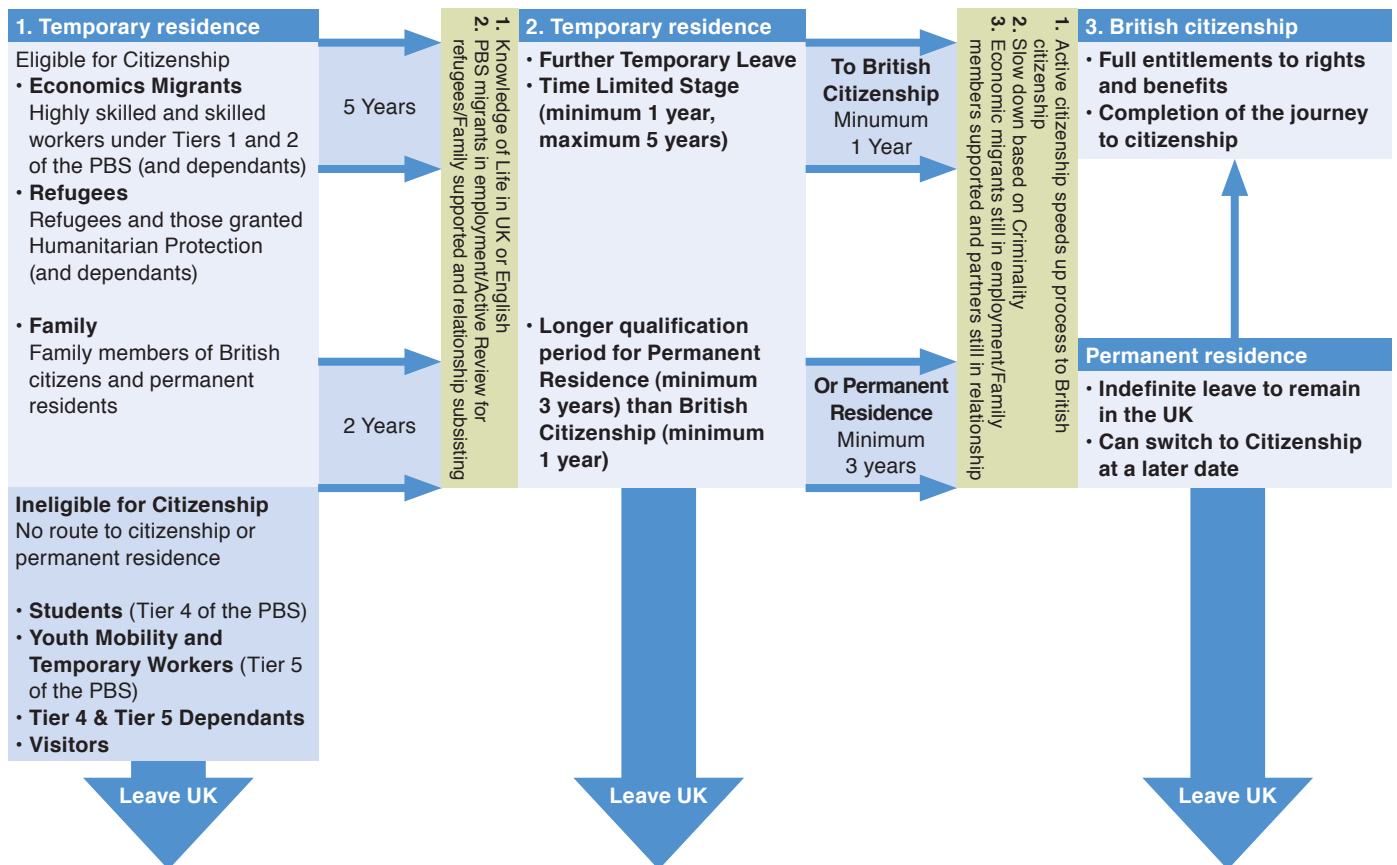 1. Temporary residence
Eligible for Citizenship
• Economics Migrants
Highly skilled and skilled
workers under Tiers 1 and 2
of the PBS (and dependants)
• Refugees
Refugees and those granted
Humanitarian Protection
(and dependants)
• Family
Family members of British
citizens and permanent
residents
Ineligible for Citizenship
No route to citizenship or
permanent residence
• Students (Tier 4 of the PBS)
• Youth Mobility and
Temporary Workers (Tier 5
of the PBS)
• Tier 4 & Tier 5 Dependants
• Visitors
Leave UK
5 Years
2 Years
1. Knowledge of Life in UK or English
2. PBS migrants in employment/Active Review for
refugees/Family supported and relationship subsisting
2. Temporary residence
• Further Temporary Leave
• Time Limited Stage
(minimum 1 year,
maximum 5 years)
• Longer qualification
period for Permanent
Residence (minimum
3 years) than British
Citizenship (minimum
1 year)
Leave UK
To British
Citizenship
Minumum
1 Year
Or Permanent
Residence
Minimum
3 years
1. Active citizenship speeds up process to British
citizenship
2. Slow down based on Criminality
3. Economic migrants still in employment/Family
members supported and partners still in relationship
3. British citizenship
• Full entitlements to rights
and benefits
• Completion of the journey
to citizenship
Permanent residence
• Indefinite leave to remain
in the UK
• Can switch to Citizenship
at a later date
Leave UK